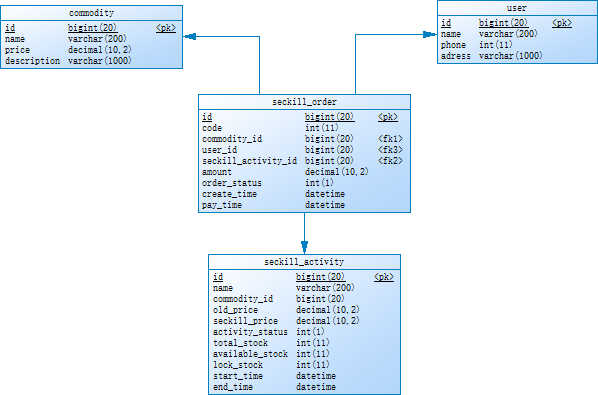 commodity
id bigint(20) <pk>
name varchar(200)
price decimal(10,2)
description varchar(1000)
user
id bigint(20) <pk>
name varchar(200)
phone int(11)
adress varchar(1000)
seckill_order
id bigint(20) <pk>
code int(11)
commodity_id bigint(20) <fk1>
user_id bigint(20) <fk3>
seckill_activity_id bigint(20) <fk2>
amount decimal(10,2)
order_status int(1)
create_time datetime
pay_time datetime
seckill_activity
id bigint(20) <pk>
name varchar(200)
commodity_id bigint(20)
old_price decimal(10,2)
seckill_price decimal(10,2)
activity_status int(1)
total_stock int(11)
available_stock int(11)
lock_stock int(11)
start_time datetime
end_time datetime